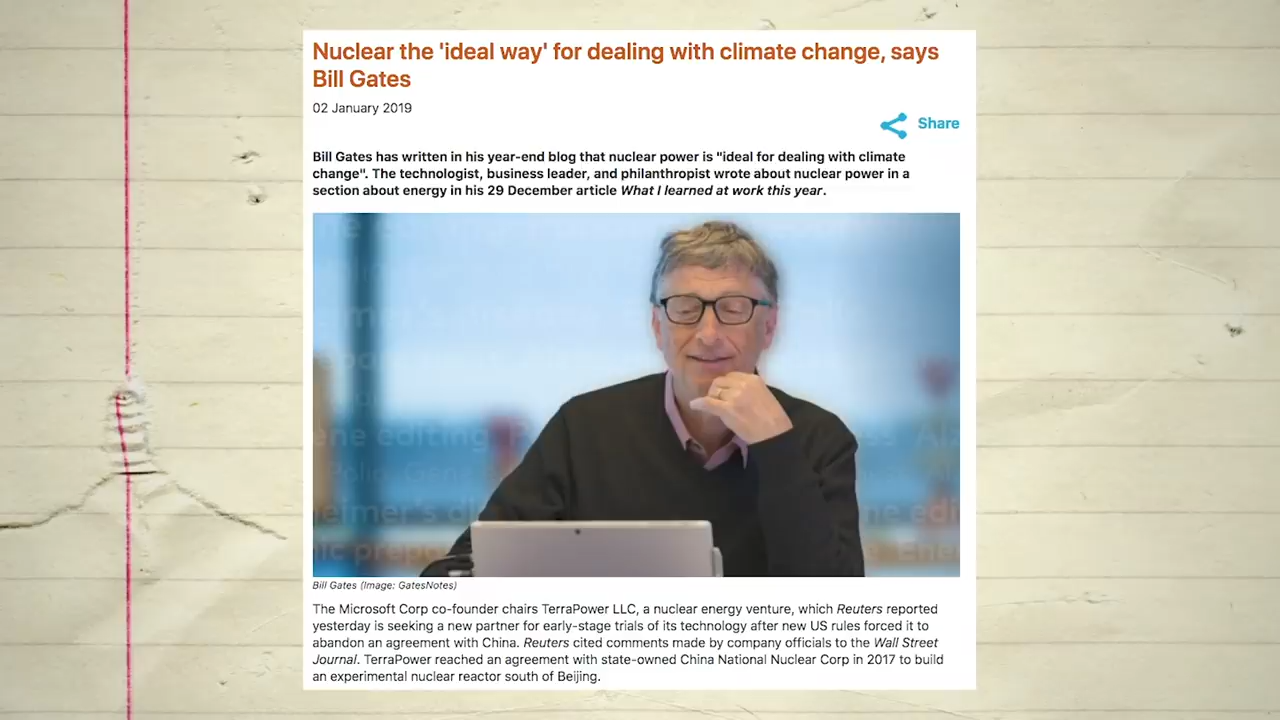 Nuclear the 'ideal way' for dealing with climate change, says
Bill Gates
02 January 2019
Share
Bill Gates has written in his year-end blog that nuclear power is "ideal for dealing with climate
change". The technologist, business leader, and philanthropist wrote about nuclear power in a
section about energy in his 29 December article What I learned at work this year.
ene editing
Bill Gates (Image: GatesNotes)
The Microsoft Corp co-founder chairs TerraPower LLC, a nuclear energy venture, which Reuters reported
yesterday is seeking a new partner for early-stage trials of its technology after new US rules forced it to
abandon an agreement with China. Reuters cited comments made by company officials to the Wall Street
Journal. TerraPower reached an agreement with state-owned China National Nuclear Corp in 2017 to build
an experimental nuclear reactor south of Beijing.